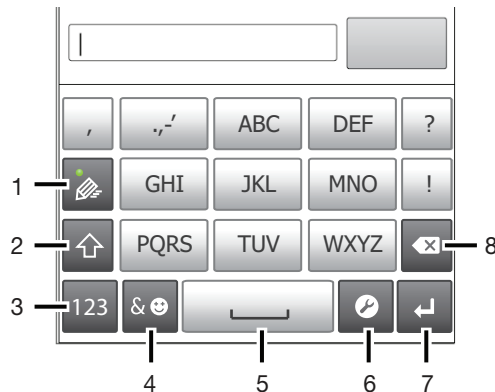 , .,-' ABC DEF ?
1 GHI JKL MNO !
2 PQRS TUV WXYZ 8
3 123 &
4 5 6 7